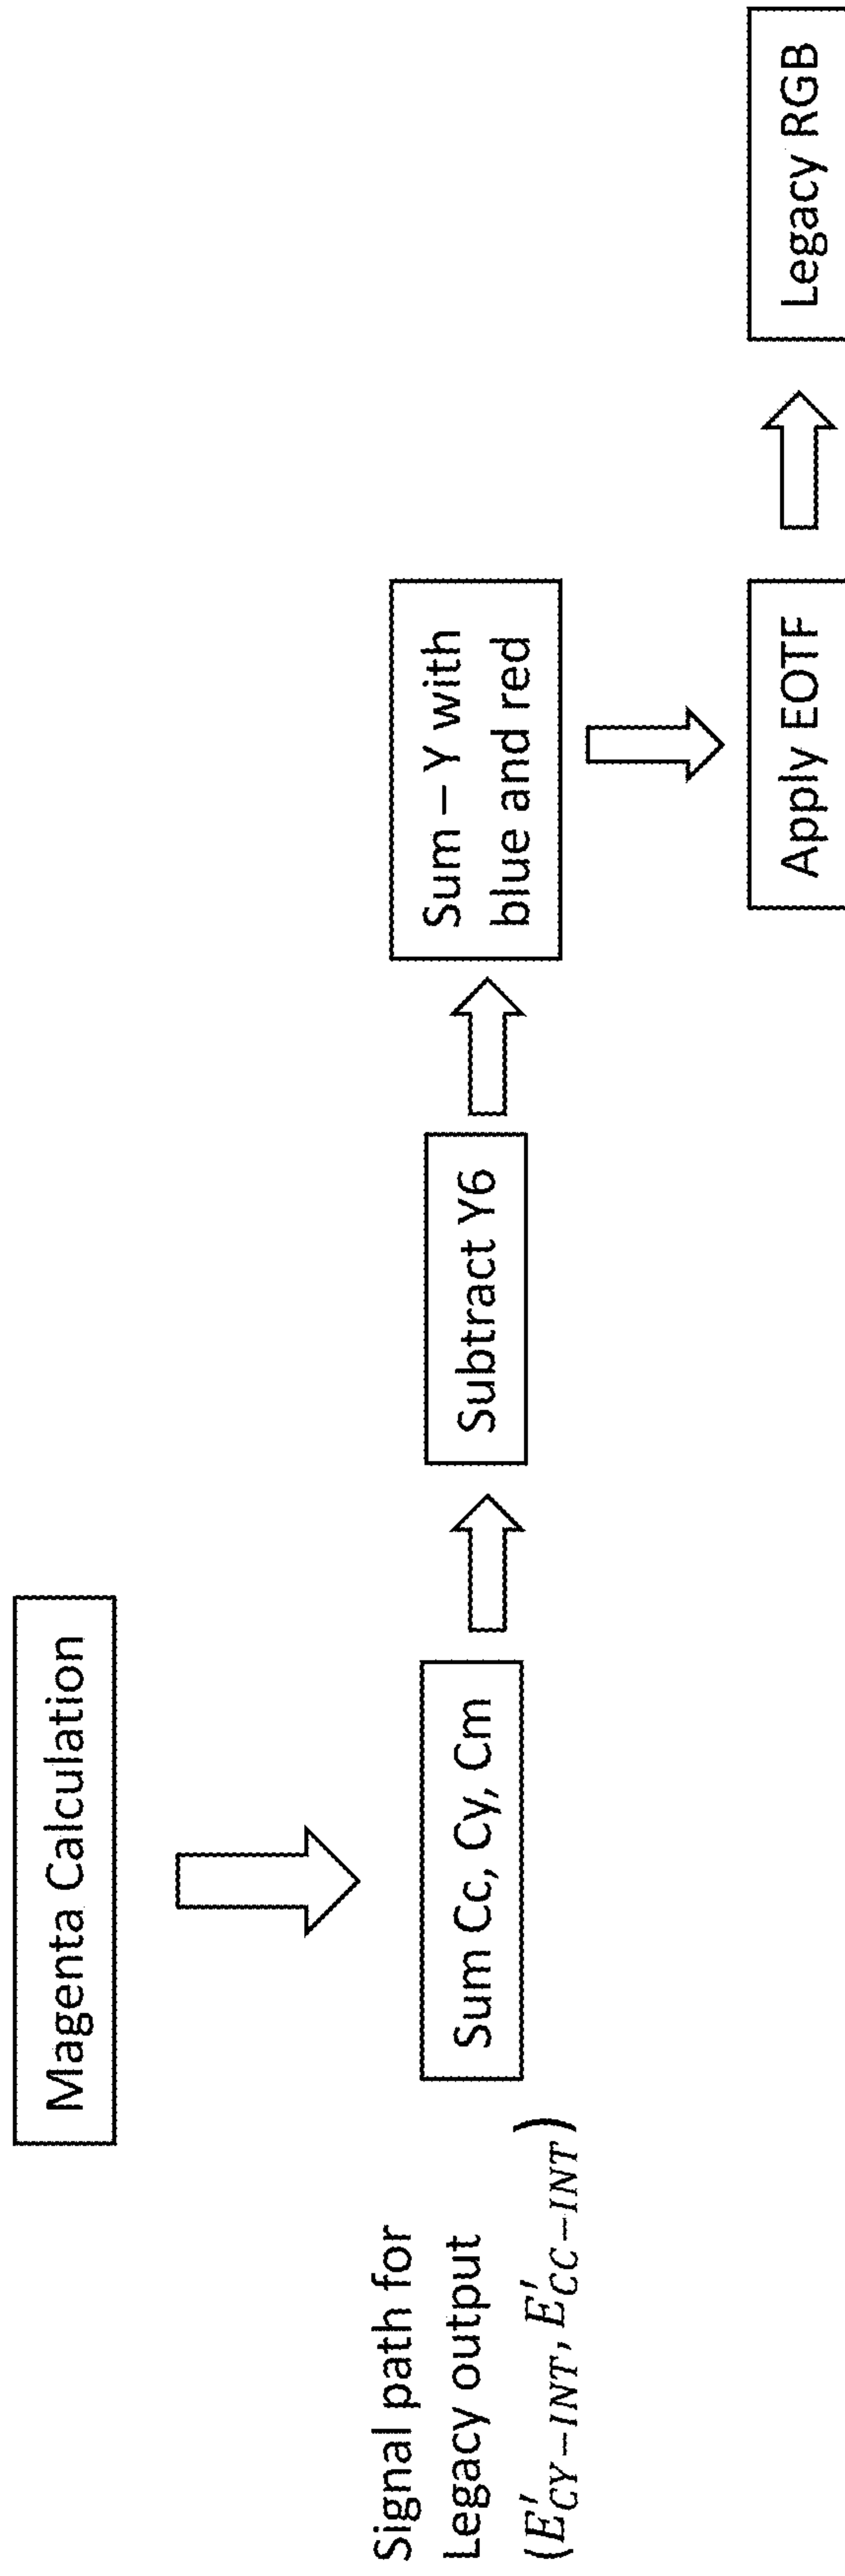 Magenta Calculation
Signal path for
Legacy output
(E'CY−INT, E'CC−INT)
Sum Cc, Cy, Cm
Subtract Y6
Sum – Y with
blue and red
Apply EOTF
Legacy RGB